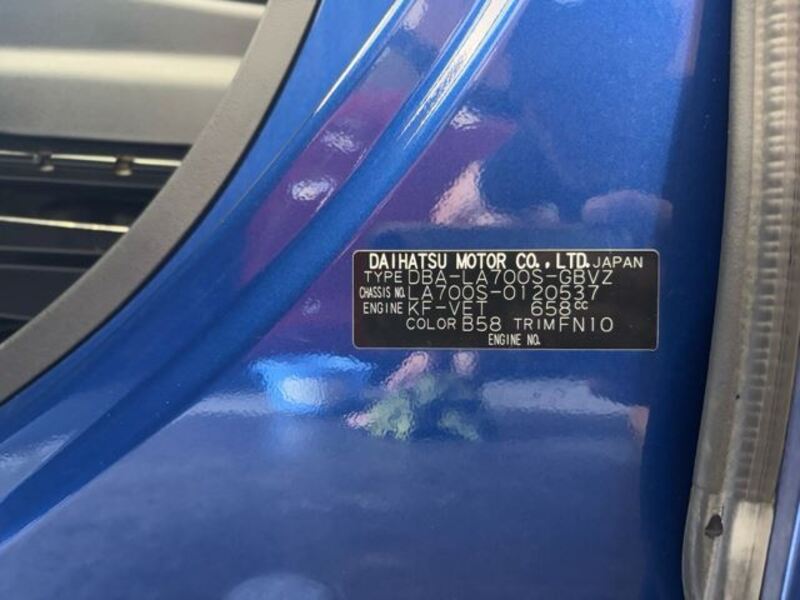 DAIHATSU MOTOR CO., LTD. JAPAN
TYPE DBA-LA700S-GBVZ
CHASSIS NO. LA700S-0120537
ENGINE KF-VET 658cc
COLOR B58 TRIM FN10
ENGINE NO.